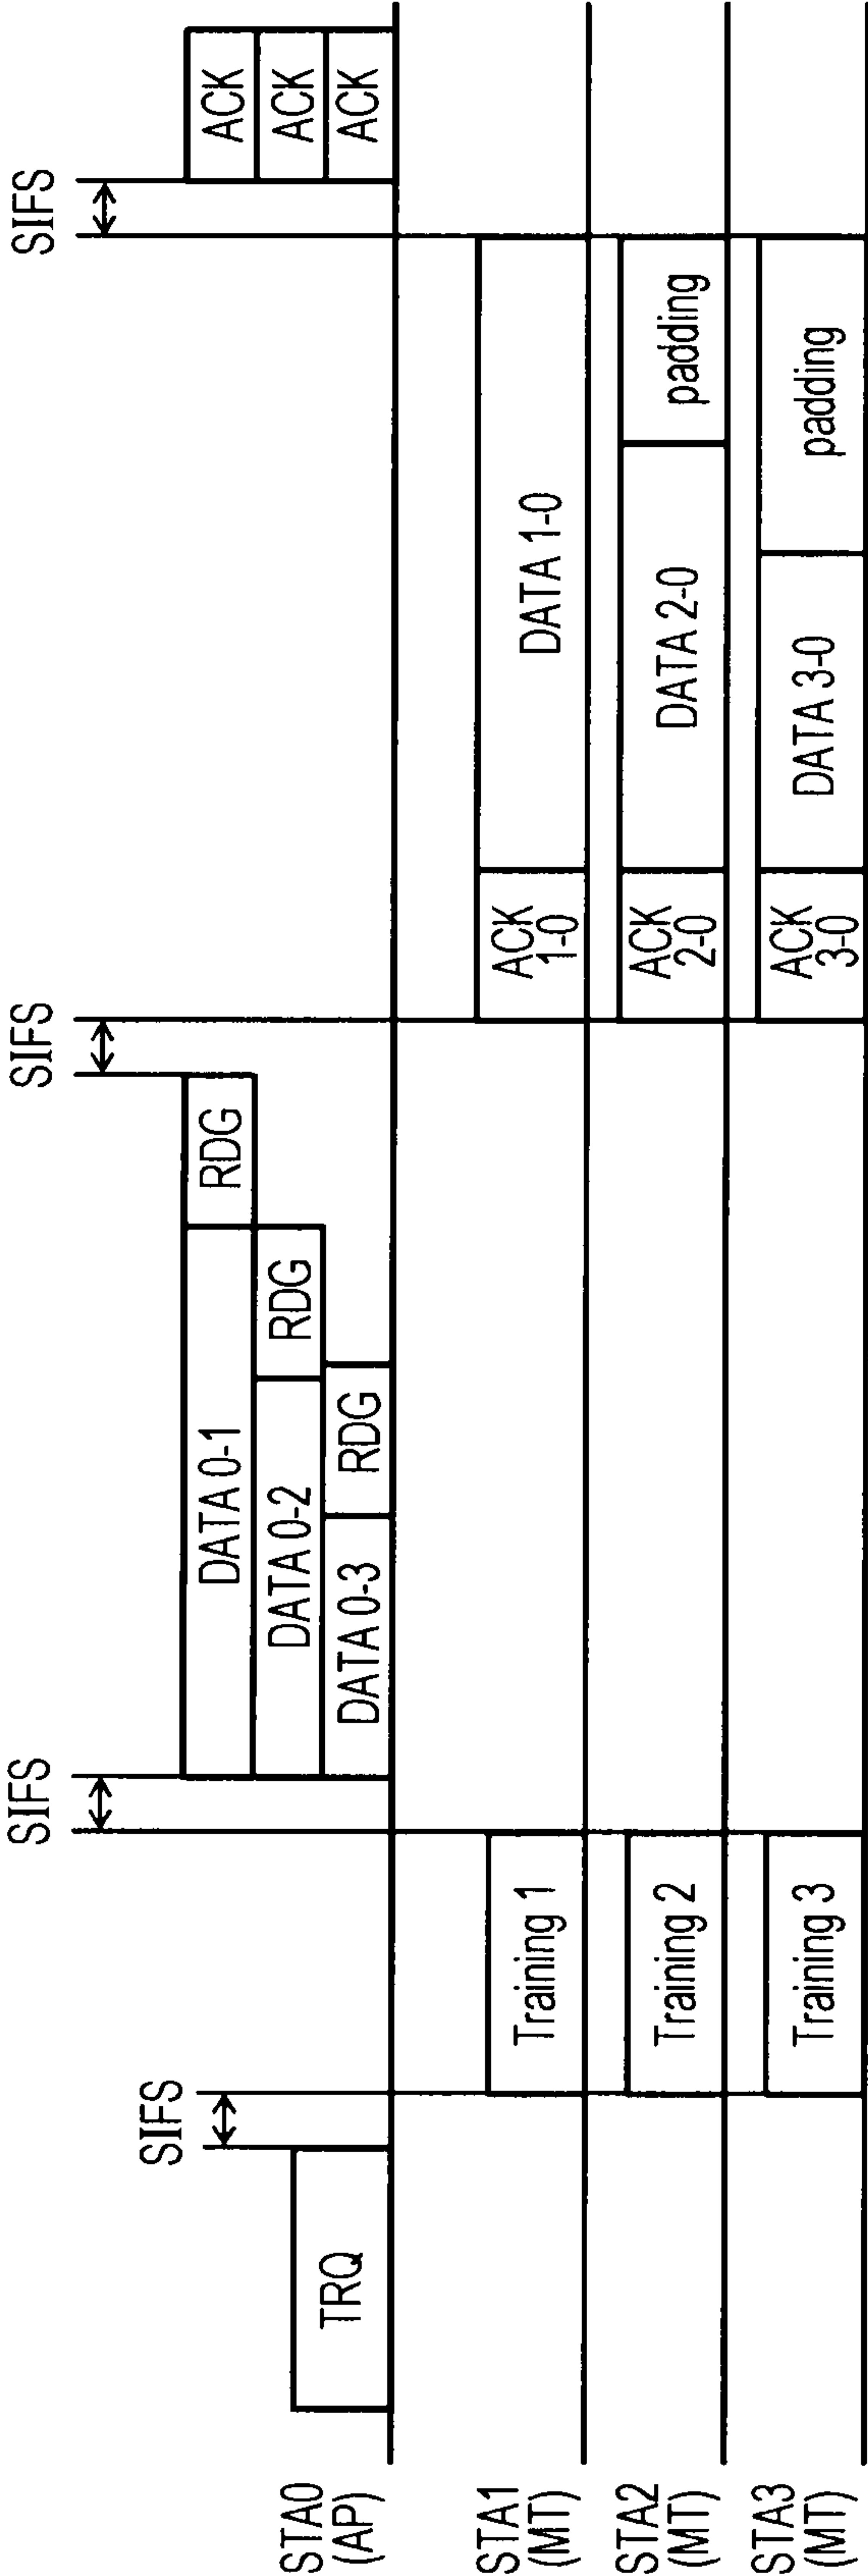 SIFS
SIFS
SIFS
SIFS
STA0
(AP)
TRQ
DATA 0-1
RDG
DATA 0-2
RDG
DATA 0-3
RDG
ACK
ACK
ACK
STA1
(MT)
Training 1
ACK
1-0
DATA 1-0
STA2
(MT)
Training 2
ACK
2-0
DATA 2-0
padding
STA3
(MT)
Training 3
ACK
3-0
DATA 3-0
padding